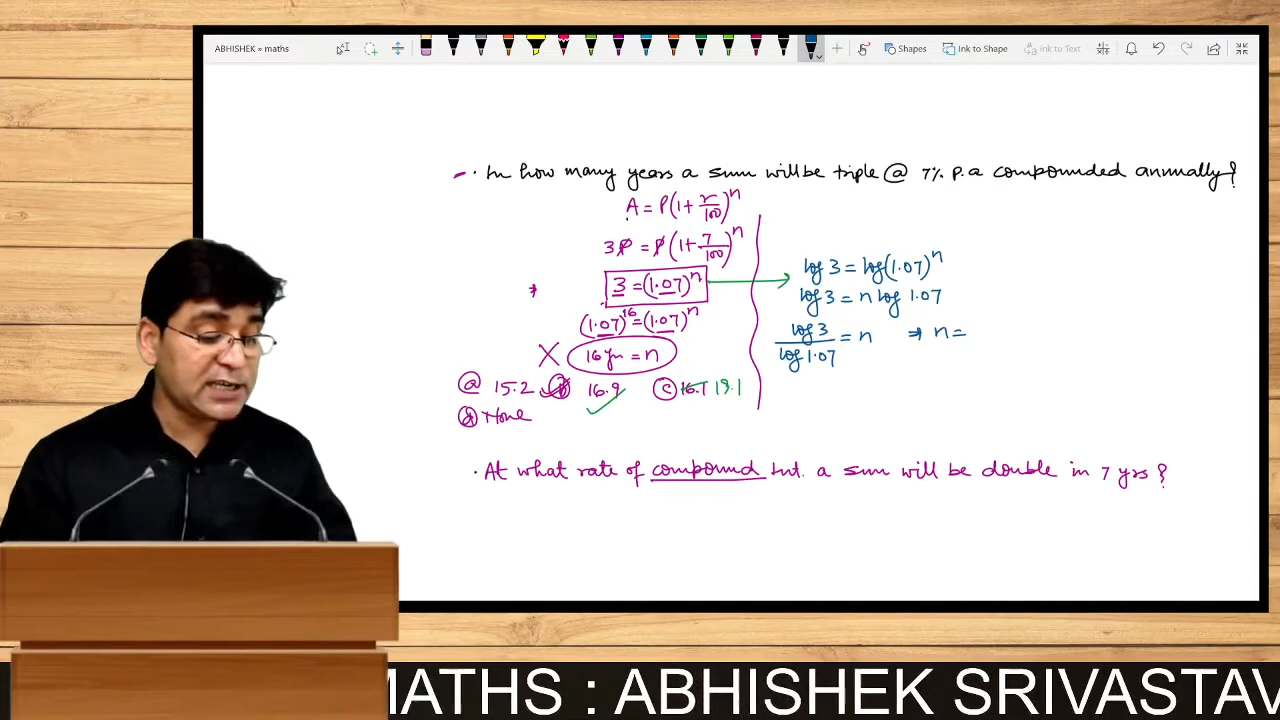 ABHISHEK » maths
Shapes
Ink to Shape
Ink to Text
- · In how many years a sum will be triple @ 7% p.a compounded annually?
A = P(1+r/100)^n
3P = P(1+7/100)^n
3 = (1.07)^n
(1.07)^16 = (1.07)^n
X 16 yrs = n
(a) 15.2 (b) 16.9 (c) 16.1 19.1
(d) None
log 3 = log(1.07)^n
log 3 = n log 1.07
log 3 / log 1.07 = n ⇒ n =
· At what rate of compound Int. a sum will be double in 7 yrs?
MATHS : ABHISHEK SRIVASTAV